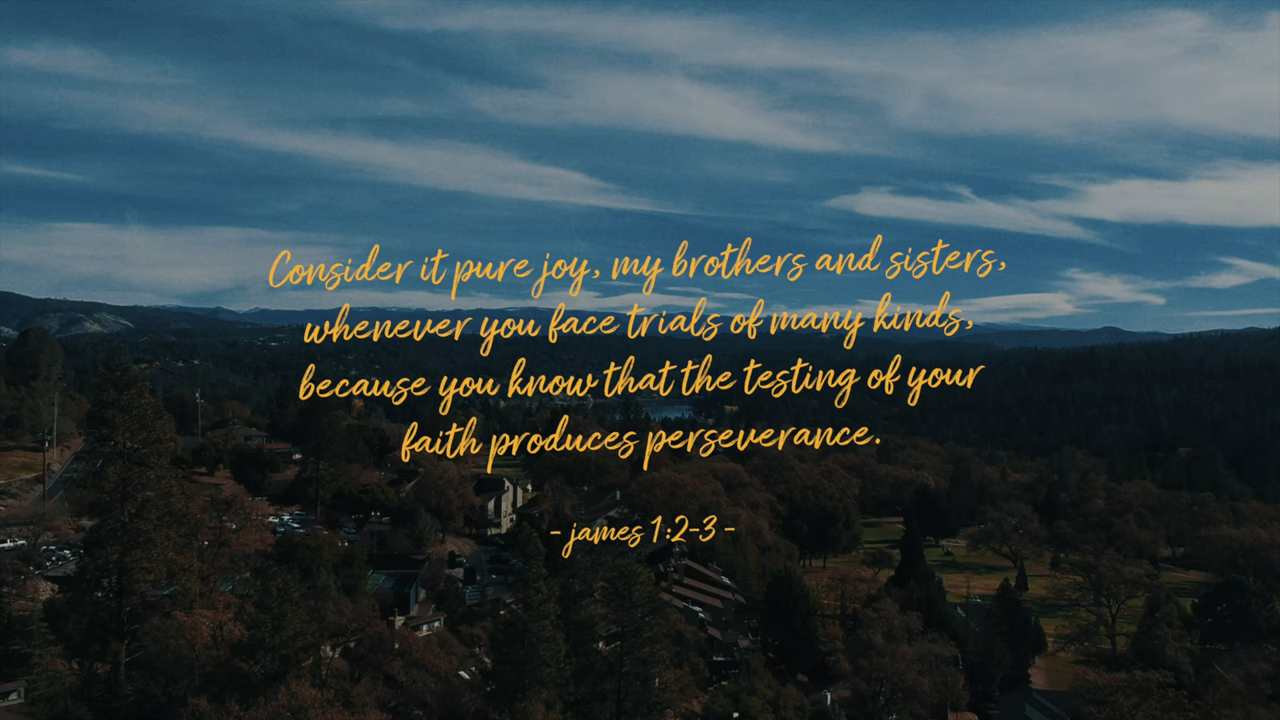 Consider it pure joy, my brothers and sisters,
whenever you face trials of many kinds,
because you know that the testing of your
faith produces perseverance.
- james 1:2-3 -